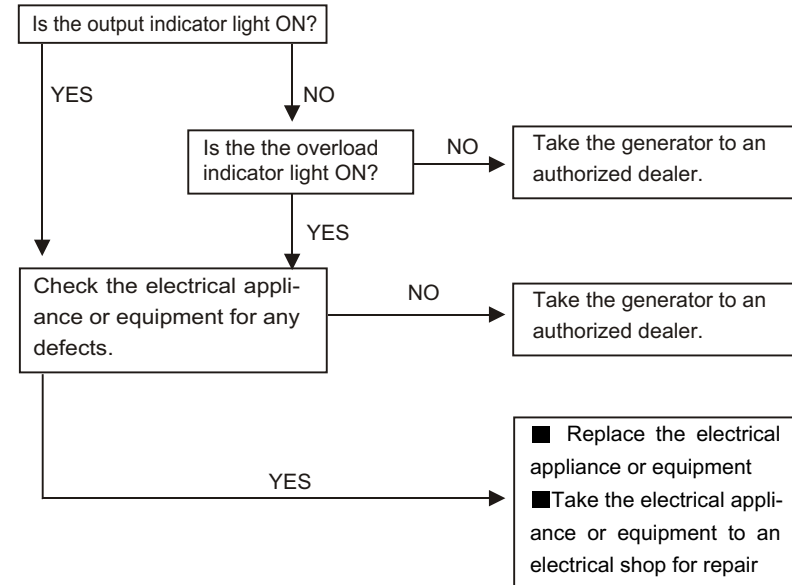 Is the output indicator light ON?
YES
NO
Is the the overload
indicator light ON?
NO
Take the generator to an
authorized dealer.
YES
Check the electrical appli-
ance or equipment for any
defects.
NO
Take the generator to an
authorized dealer.
YES
■ Replace the electrical
appliance or equipment
■Take the electrical appli-
ance or equipment to an
electrical shop for repair